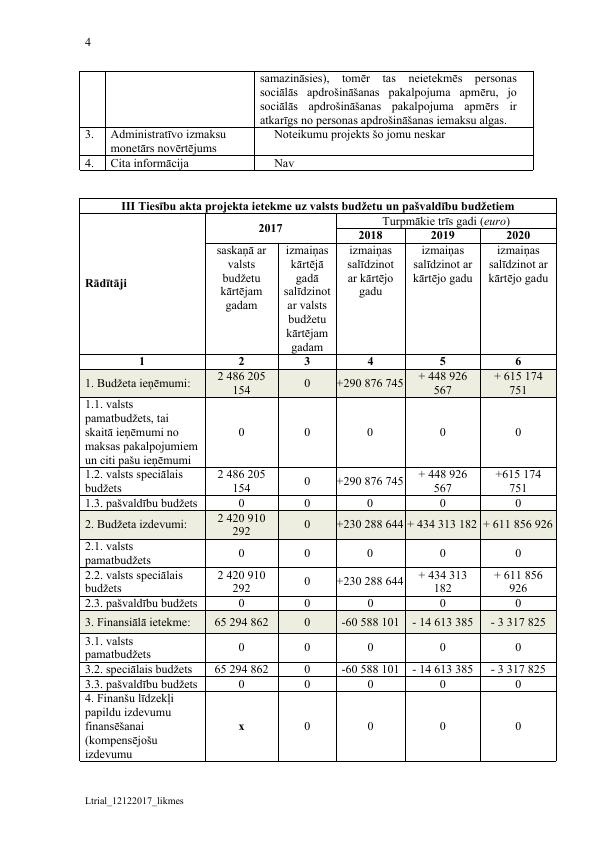 4
samazināsies), tomēr tas neietekmēs personas
sociālās apdrošināšanas pakalpojuma apmēru, jo
sociālās apdrošināšanas pakalpojuma apmērs ir
atkarīgs no personas apdrošināšanas iemaksu algas.
3. Administratīvo izmaksu monetārs novērtējums Noteikumu projekts šo jomu neskar
4. Cita informācija Nav
III Tiesību akta projekta ietekme uz valsts budžetu un pašvaldību budžetiem
Rādītāji
2017
Turpmākie trīs gadi (euro)
2018 2019 2020
saskaņā ar
valsts
budžetu
kārtējam
gadam
izmaiņas
kārtējā
gadā
salīdzinot
ar valsts
budžetu
kārtējam
gadam
izmaiņas
salīdzinot
ar kārtējo
gadu
izmaiņas
salīdzinot ar
kārtējo gadu
izmaiņas
salīdzinot ar
kārtējo gadu
1 2 3 4 5 6
1. Budžeta ieņēmumi: 2 486 205 154 0 +290 876 745 + 448 926 567 + 615 174 751
1.1. valsts
pamatbudžets, tai
skaitā ieņēmumi no
maksas pakalpojumiem
un citi pašu ieņēmumi
0 0 0 0 0
1.2. valsts speciālais budžets 2 486 205 154 0 +290 876 745 + 448 926 567 +615 174 751
1.3. pašvaldību budžets 0 0 0 0 0
2. Budžeta izdevumi: 2 420 910 292 0 +230 288 644 + 434 313 182 + 611 856 926
2.1. valsts pamatbudžets 0 0 0 0 0
2.2. valsts speciālais budžets 2 420 910 292 0 +230 288 644 + 434 313 182 + 611 856 926
2.3. pašvaldību budžets 0 0 0 0 0
3. Finansiālā ietekme: 65 294 862 0 -60 588 101 - 14 613 385 - 3 317 825
3.1. valsts pamatbudžets 0 0 0 0 0
3.2. speciālais budžets 65 294 862 0 -60 588 101 - 14 613 385 - 3 317 825
3.3. pašvaldību budžets 0 0 0 0 0
4. Finanšu līdzekļi
papildu izdevumu
finansēšanai
(kompensējošu
izdevumu
x 0 0 0 0
Ltrial_12122017_likmes